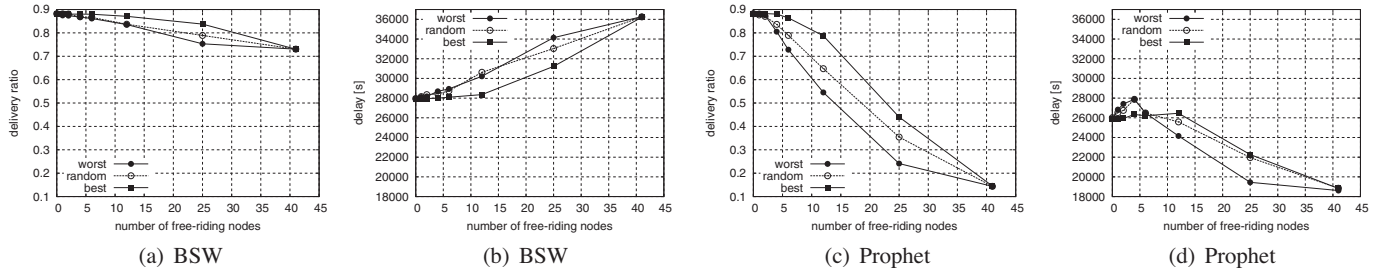 0.9
0.8
0.7
0.6
0.5
0.4
0.3
0.2
0.1
delivery ratio
worst
random
best
0 5 10 15 20 25 30 35 40 45
number of free-riding nodes
(a) BSW
36000
34000
32000
30000
28000
26000
24000
22000
20000
18000
delay [s]
worst
random
best
0 5 10 15 20 25 30 35 40 45
number of free-riding nodes
(b) BSW
0.9
0.8
0.7
0.6
0.5
0.4
0.3
0.2
0.1
delivery ratio
worst
random
best
0 5 10 15 20 25 30 35 40 45
number of free-riding nodes
(c) Prophet
36000
34000
32000
30000
28000
26000
24000
22000
20000
18000
delay [s]
worst
random
best
0 5 10 15 20 25 30 35 40 45
number of free-riding nodes
(d) Prophet